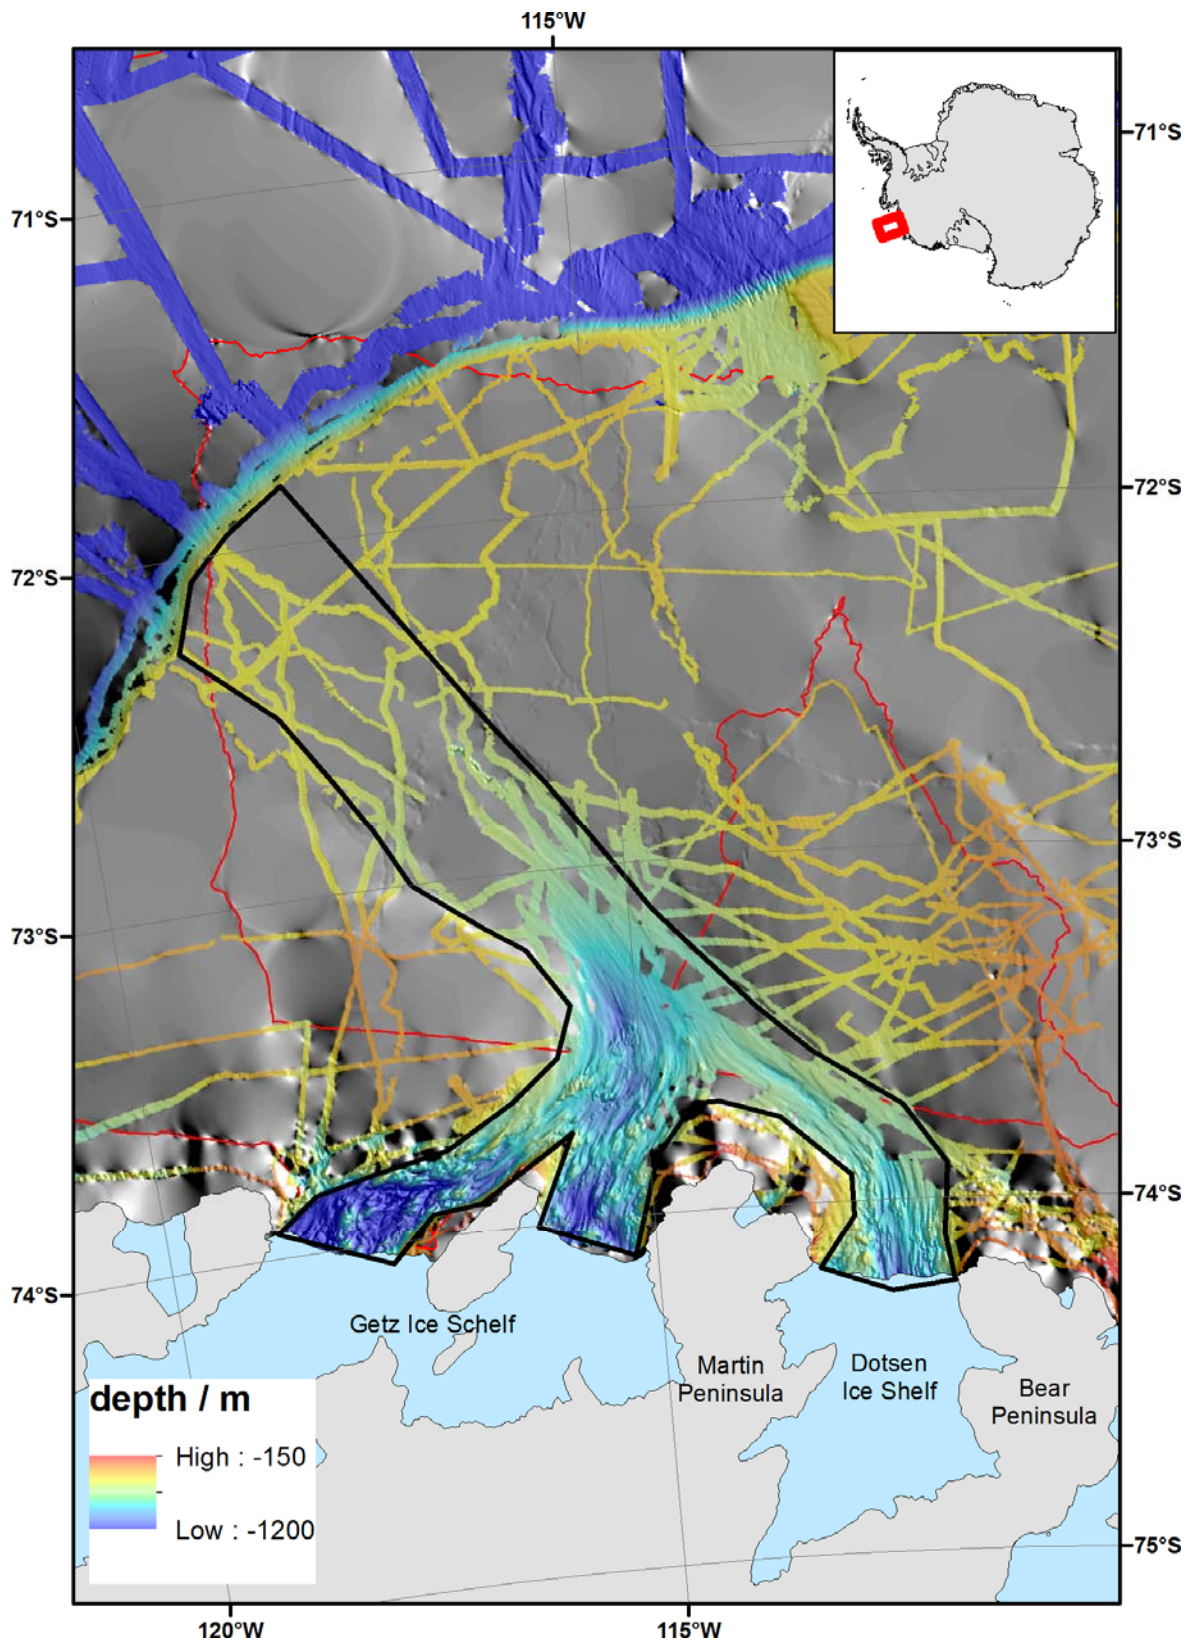 115°W
71°S
71°S
72°S
72°S
73°S
73°S
74°S
74°S
Getz Ice Schelf
Martin
Peninsula
Dotsen
Ice Shelf
Bear
Peninsula
depth / m
High : -150
Low : -1200
75°S
120°W
115°W